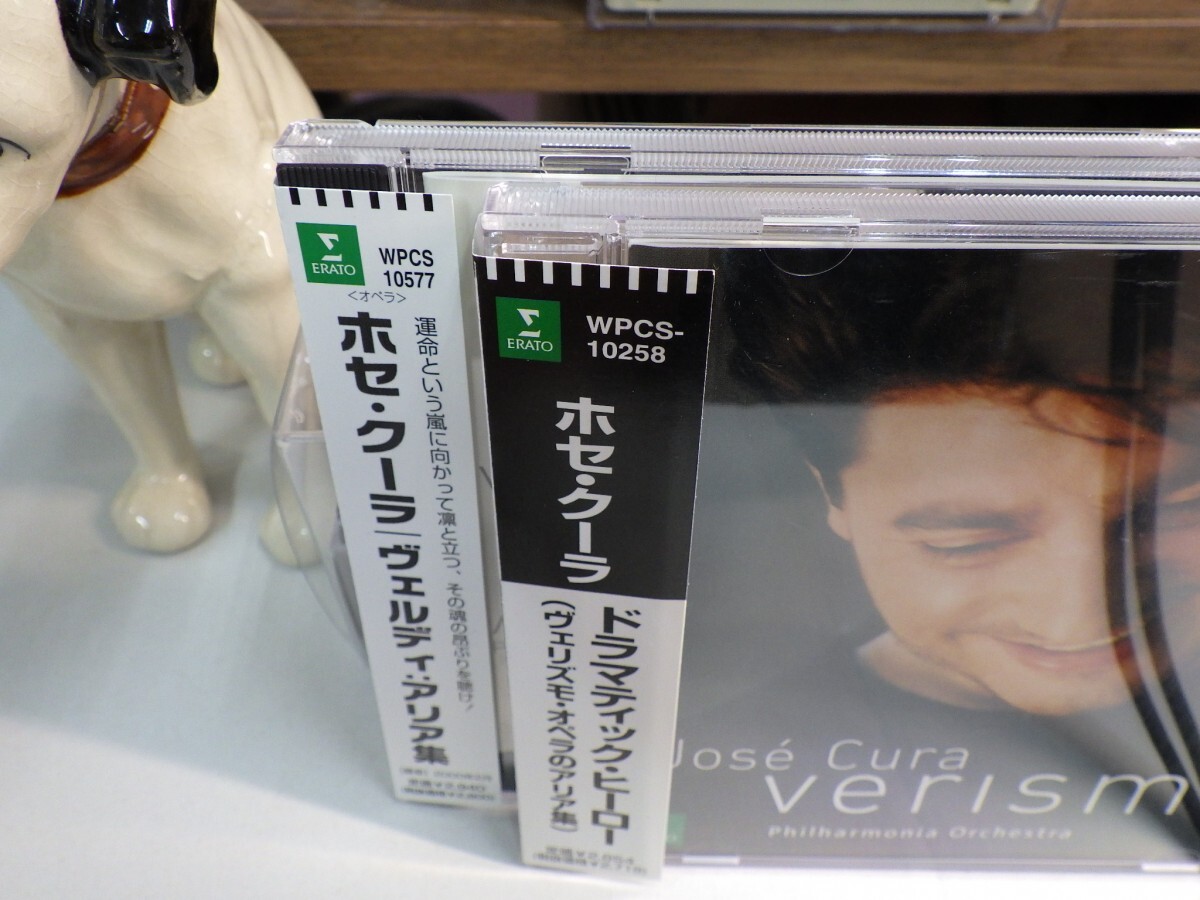 ERATO
WPCS
10577
<オペラ>
運命という嵐に向かって凛と立つ、その魂の昂ぶりを聴け!
ホセ・クーラ/ヴェルディ・アリア集
ERATO
WPCS-
10258
ホセ・クーラ
ドラマティック・ヒーロー
(ヴェリズモ・オペラのアリア集)
José Cura
verism
Philharmonia Orchestra